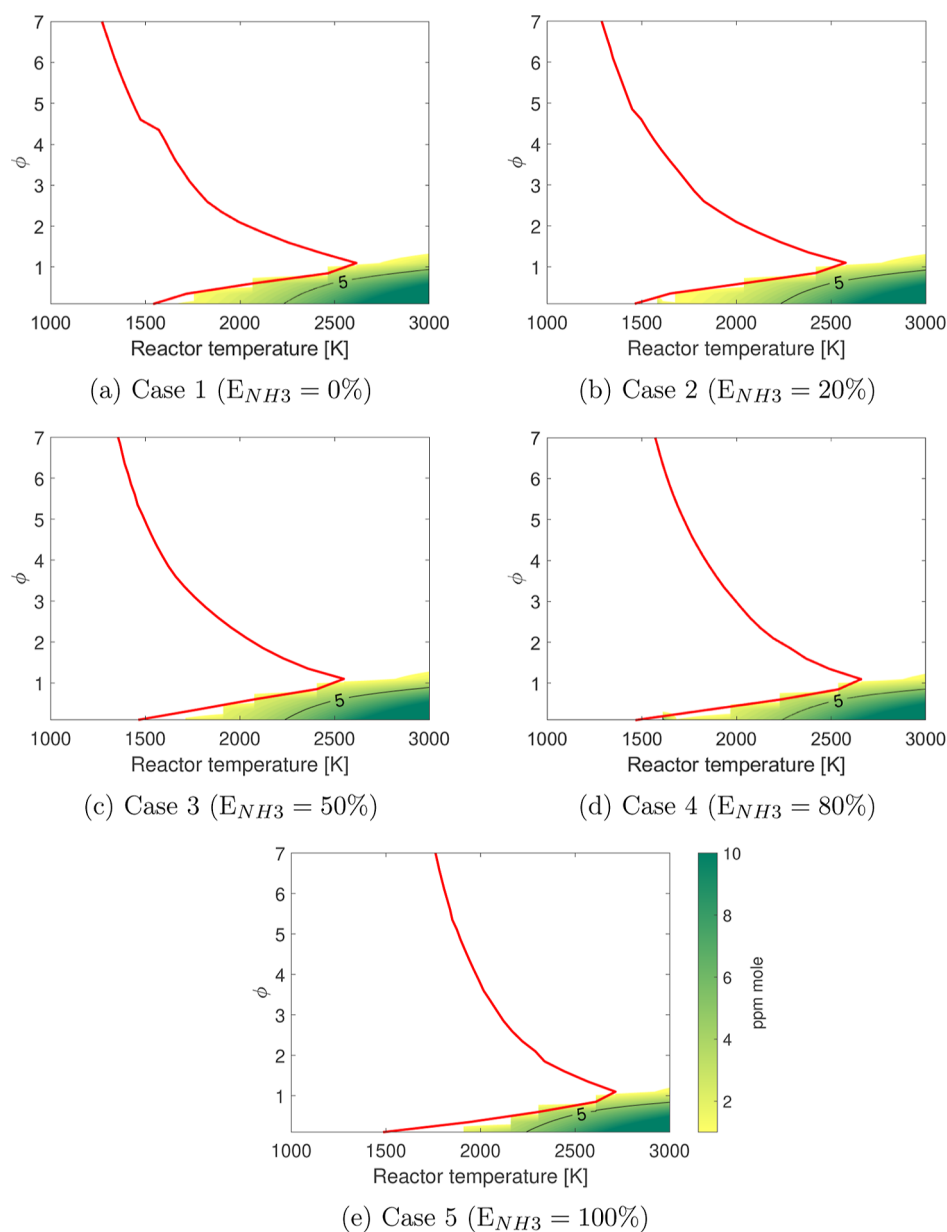 7
7
6
6
5
5
4
4
ϕ
ϕ
3
3
2
2
1
1
5
5
1000 1500 2000 2500 3000
1000 1500 2000 2500 3000
Reactor temperature [K]
Reactor temperature [K]
(a) Case 1 (E_NH3 = 0%)
(b) Case 2 (E_NH3 = 20%)
7
7
6
6
5
5
4
4
ϕ
ϕ
3
3
2
2
1
1
5
5
1000 1500 2000 2500 3000
1000 1500 2000 2500 3000
Reactor temperature [K]
Reactor temperature [K]
(c) Case 3 (E_NH3 = 50%)
(d) Case 4 (E_NH3 = 80%)
7
6
5
4
ϕ
3
2
1
5
1000 1500 2000 2500 3000
Reactor temperature [K]
10
8
6
4
2
ppm mole
(e) Case 5 (E_NH3 = 100%)